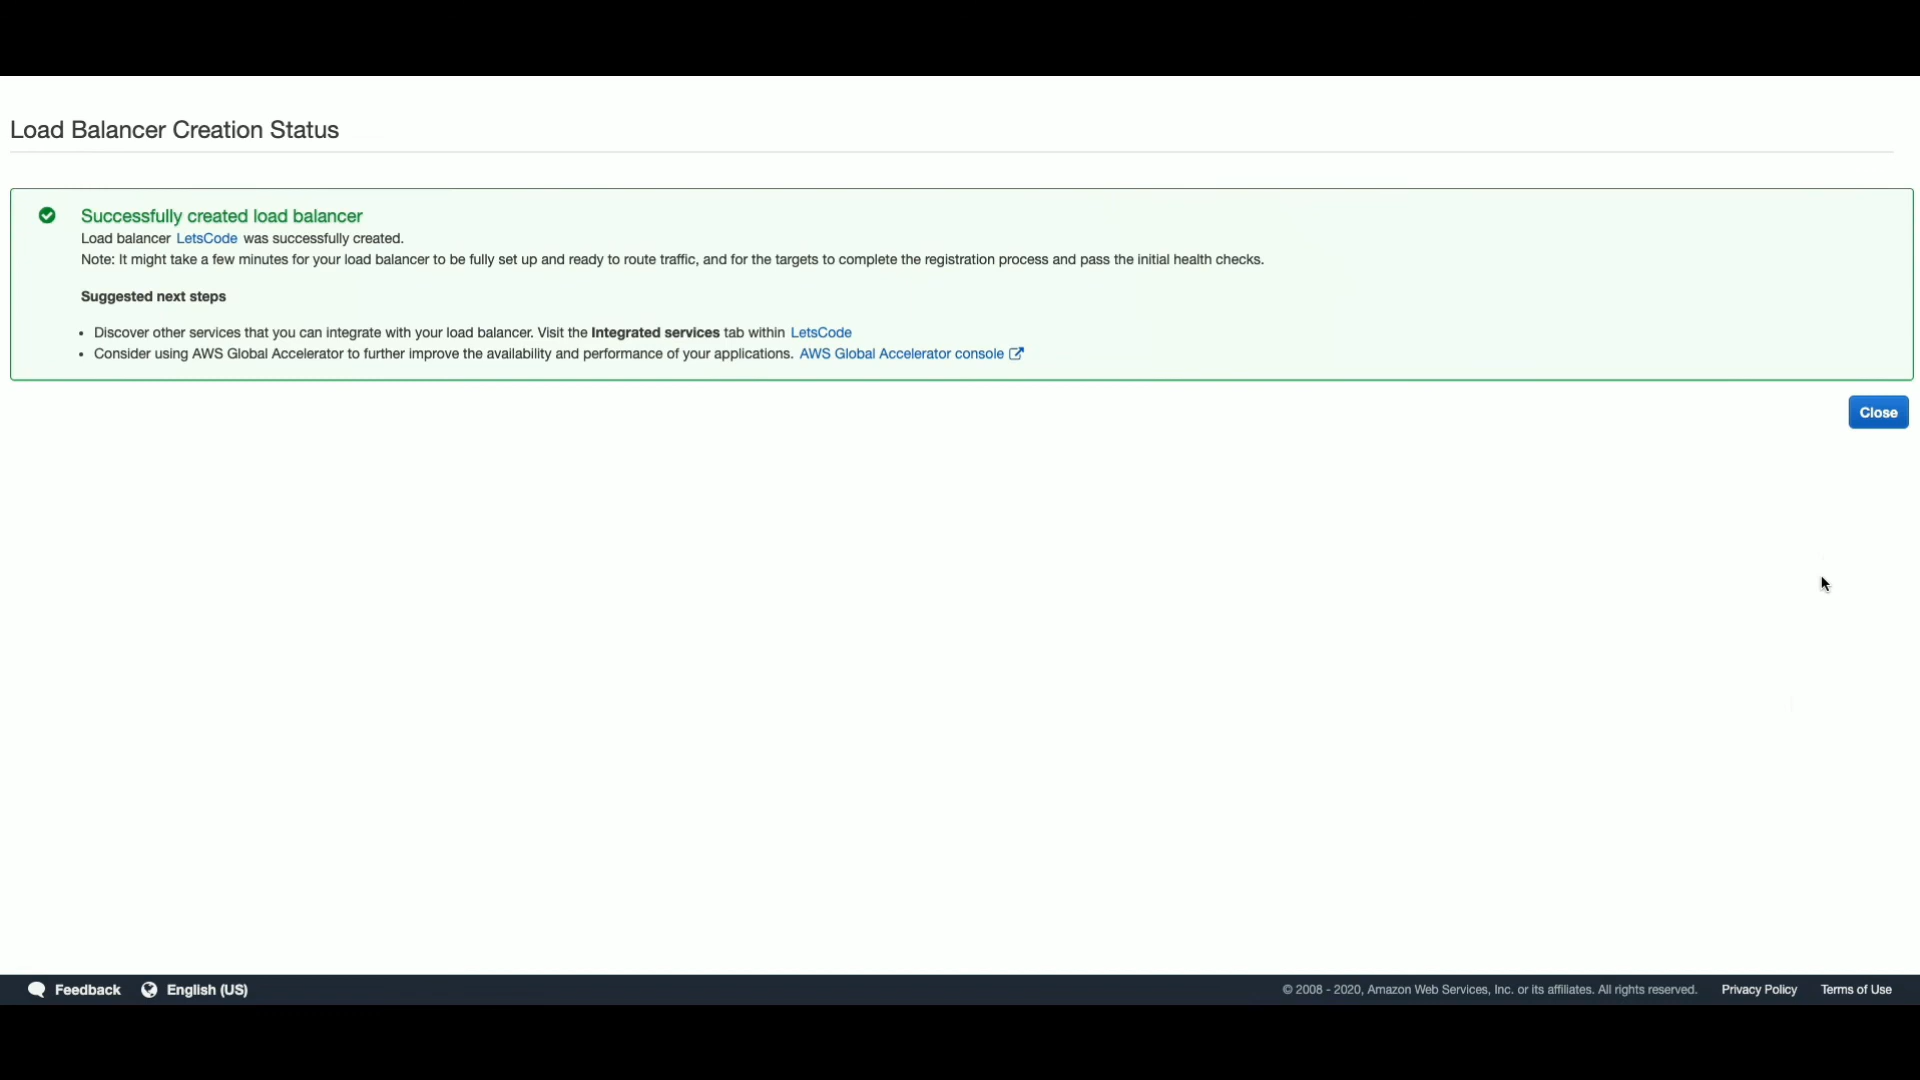 Load Balancer Creation Status
Successfully created load balancer
Load balancer LetsCode was successfully created.
Note: It might take a few minutes for your load balancer to be fully set up and ready to route traffic, and for the targets to complete the registration process and pass the initial health checks.
Suggested next steps
• Discover other services that you can integrate with your load balancer. Visit the Integrated services tab within LetsCode
• Consider using AWS Global Accelerator to further improve the availability and performance of your applications. AWS Global Accelerator console
Close
Feedback English (US) © 2008 - 2020, Amazon Web Services, Inc. or its affiliates. All rights reserved. Privacy Policy Terms of Use